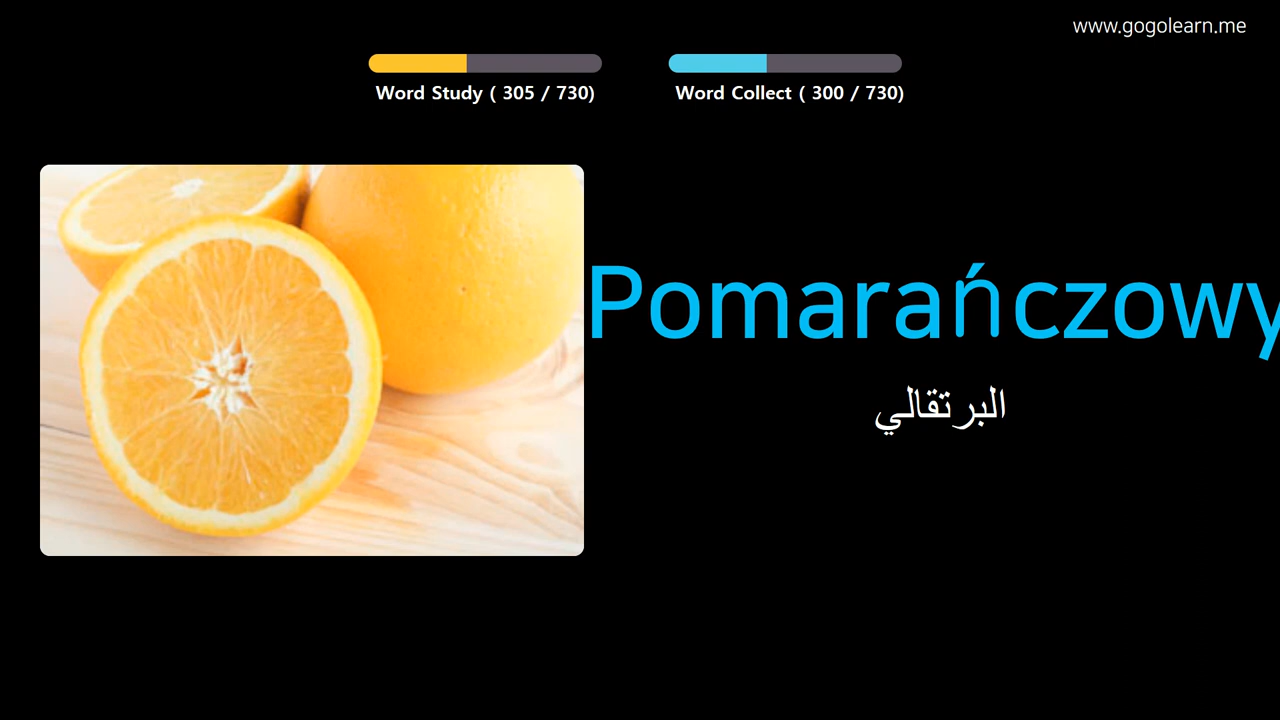 www.gogolearn.me
Word Study ( 305 / 730)
Word Collect ( 300 / 730)
Pomarańczowy
البرتقالي